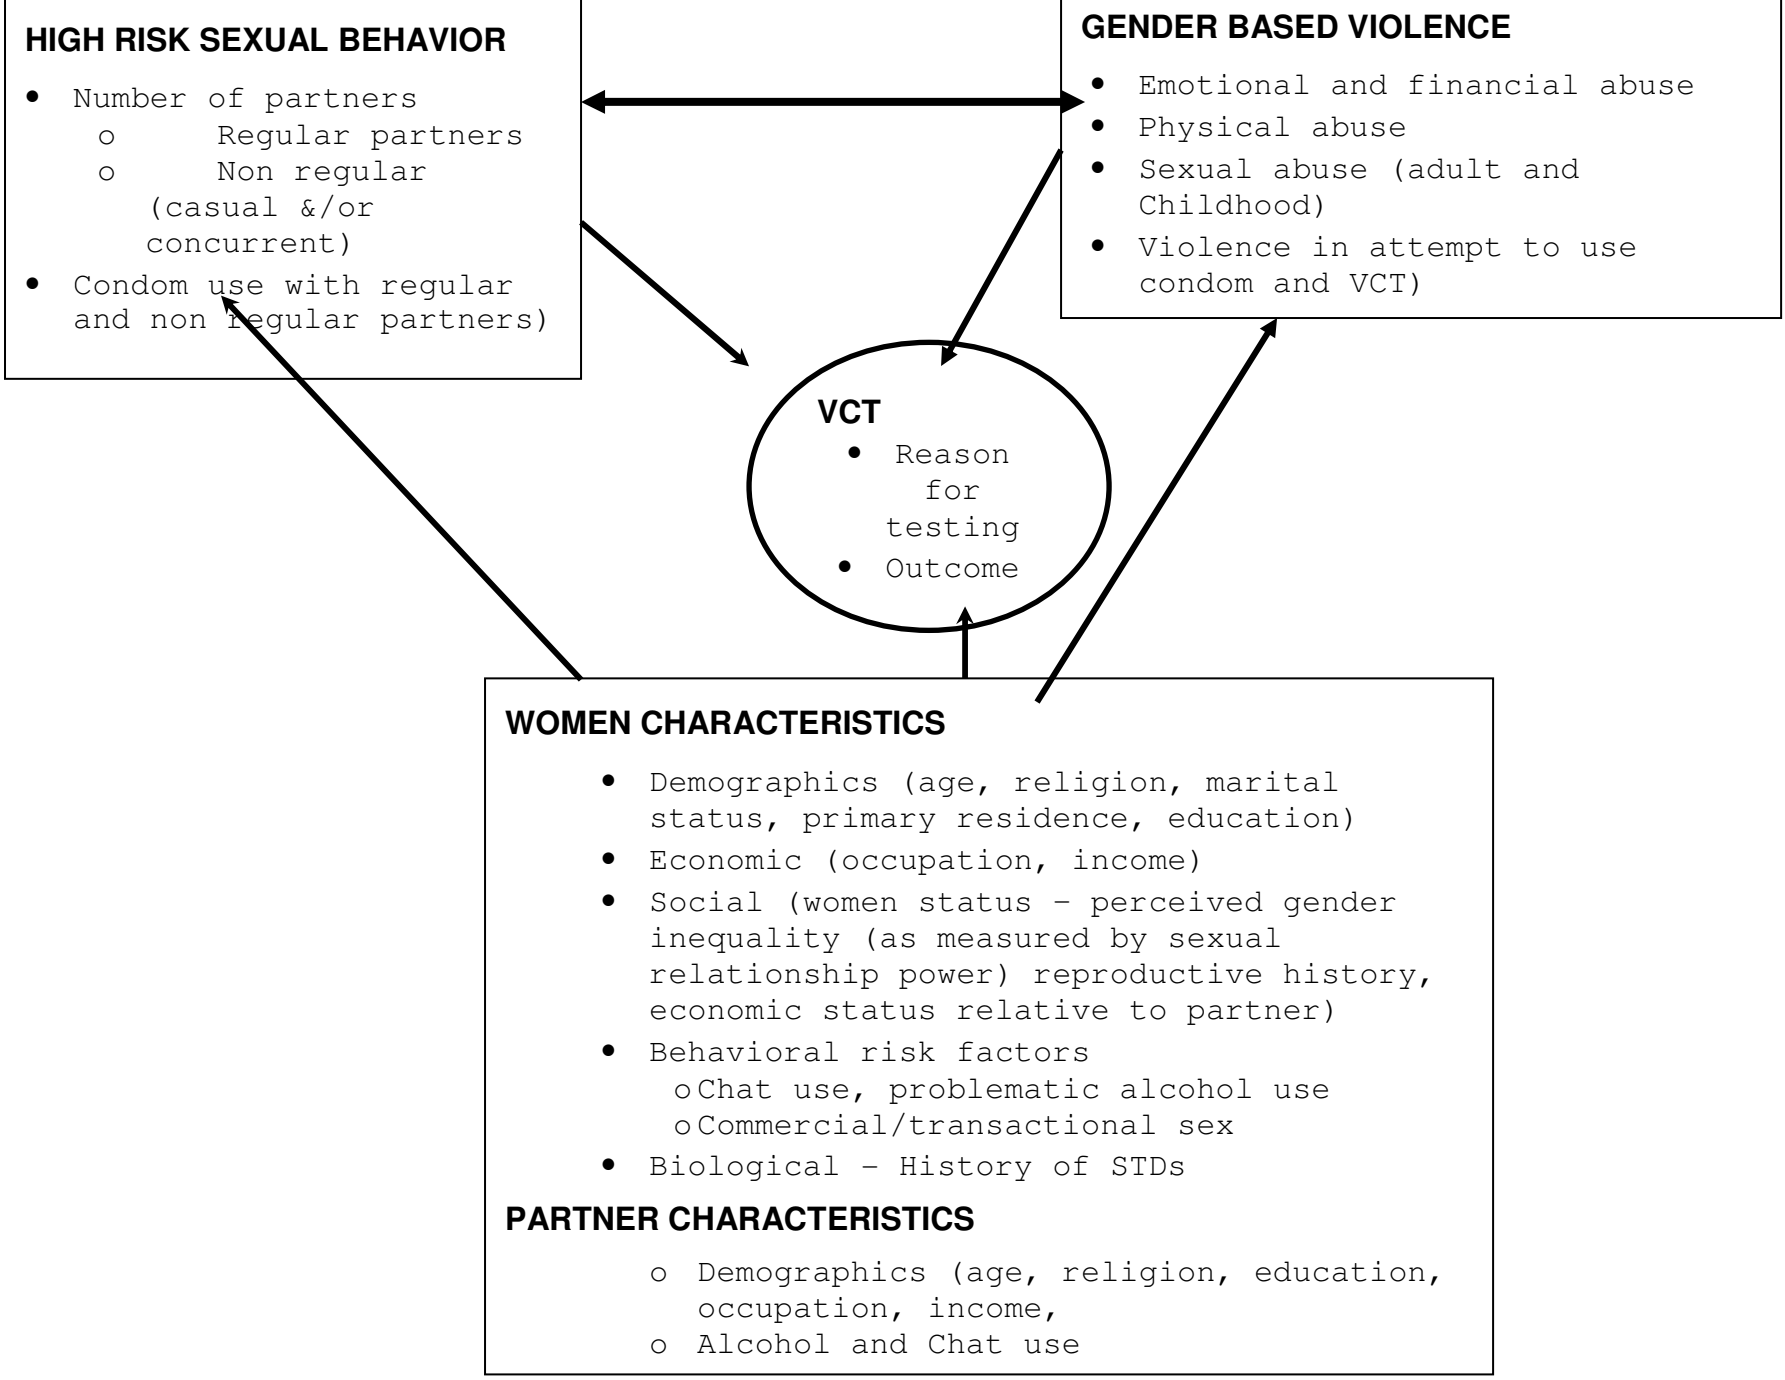 HIGH RISK SEXUAL BEHAVIOR
• Number of partners
o Regular partners
o Non regular
(casual &/or
concurrent)
• Condom use with regular
and non regular partners)
GENDER BASED VIOLENCE
• Emotional and financial abuse
• Physical abuse
• Sexual abuse (adult and
Childhood)
• Violence in attempt to use
condom and VCT)
VCT
• Reason
for
testing
• Outcome
WOMEN CHARACTERISTICS
• Demographics (age, religion, marital
status, primary residence, education)
• Economic (occupation, income)
• Social (women status – perceived gender
inequality (as measured by sexual
relationship power) reproductive history,
economic status relative to partner)
• Behavioral risk factors
o Chat use, problematic alcohol use
o Commercial/transactional sex
• Biological – History of STDs
PARTNER CHARACTERISTICS
o Demographics (age, religion, education,
occupation, income,
o Alcohol and Chat use